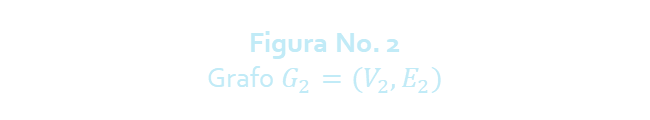 Figura No. 2
Grafo 𝐺₂ = (𝑉₂, 𝐸₂)